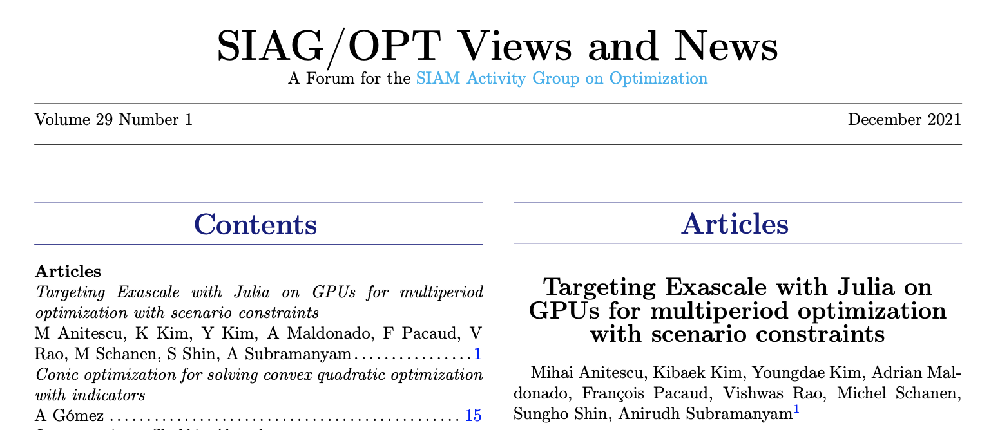 SIAG/OPT Views and News
A Forum for the SIAM Activity Group on Optimization
Volume 29 Number 1
December 2021
Contents
Articles
Targeting Exascale with Julia on GPUs for multiperiod
optimization with scenario constraints
M Anitescu, K Kim, Y Kim, A Maldonado, F Pacaud, V
Rao, M Schanen, S Shin, A Subramanyam................1
Conic optimization for solving convex quadratic optimization
with indicators
A Gómez ...............................................15
Articles
Targeting Exascale with Julia on
GPUs for multiperiod optimization
with scenario constraints
Mihai Anitescu, Kibaek Kim, Youngdae Kim, Adrian Mal-
donado, François Pacaud, Vishwas Rao, Michel Schanen,
Sungho Shin, Anirudh Subramanyam1